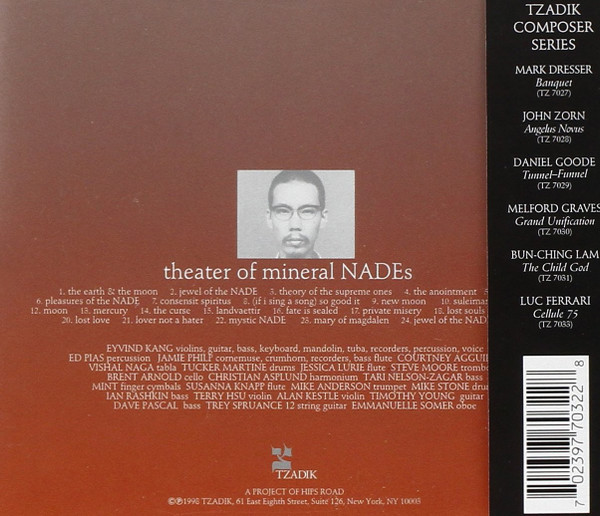 TZADIK
COMPOSER
SERIES
MARK DRESSER
Banquet
(TZ 7027)
JOHN ZORN
Angelus Novus
(TZ 7028)
DANIEL GOODE
Tunnel-Funnel
(TZ 7029)
MELFORD GRAVES
Grand Unification
(TZ 7030)
BUN-CHING LAM
The Child God
(TZ 7031)
LUC FERRARI
Cellule 75
(TZ 7033)
7 02397 70322 8
theater of mineral NADEs
1. the earth & the moon 2. jewel of the NADE 3. theory of the supreme ones 4. the anointment 5
6. pleasures of the NADE 7. consensit spiritus 8. (if i sing a song) so good it 9. new moon 10. suleiman
12. moon 13. mercury 14. the curse 15. landvaettir 16. fate is sealed 17. private misery 18. lost souls
20. lost love 21. lover not a hater 22. mystic NADE 23. mary of magdalen 24. jewel of the NAD
EYVIND KANG violins, guitar, bass, keyboard, mandolin, tuba, recorders, percussion, voice
ED PIAS percussion JAMIE PHILP cornemuse, crumhorn, recorders, bass flute COURTNEY AGGUI
VISHAL NAGA tabla TUCKER MARTINE drums JESSICA LURIE flute STEVE MOORE trombo
BRENT ARNOLD cello CHRISTIAN ASPLUND harmonium TARI NELSON-ZAGAR bass
MINT finger cymbals SUSANNA KNAPP flute MIKE ANDERSON trumpet MIKE STONE dru
IAN RASHKIN bass TERRY HSU violin ALAN KESTLE violin TIMOTHY YOUNG guitar
DAVE PASCAL bass TREY SPRUANCE 12 string guitar EMMANUELLE SOMER oboe
TZADIK
A PROJECT OF HIPS ROAD
©℗1998 TZADIK, 61 East Eighth Street, Suite 126, New York, NY 10003